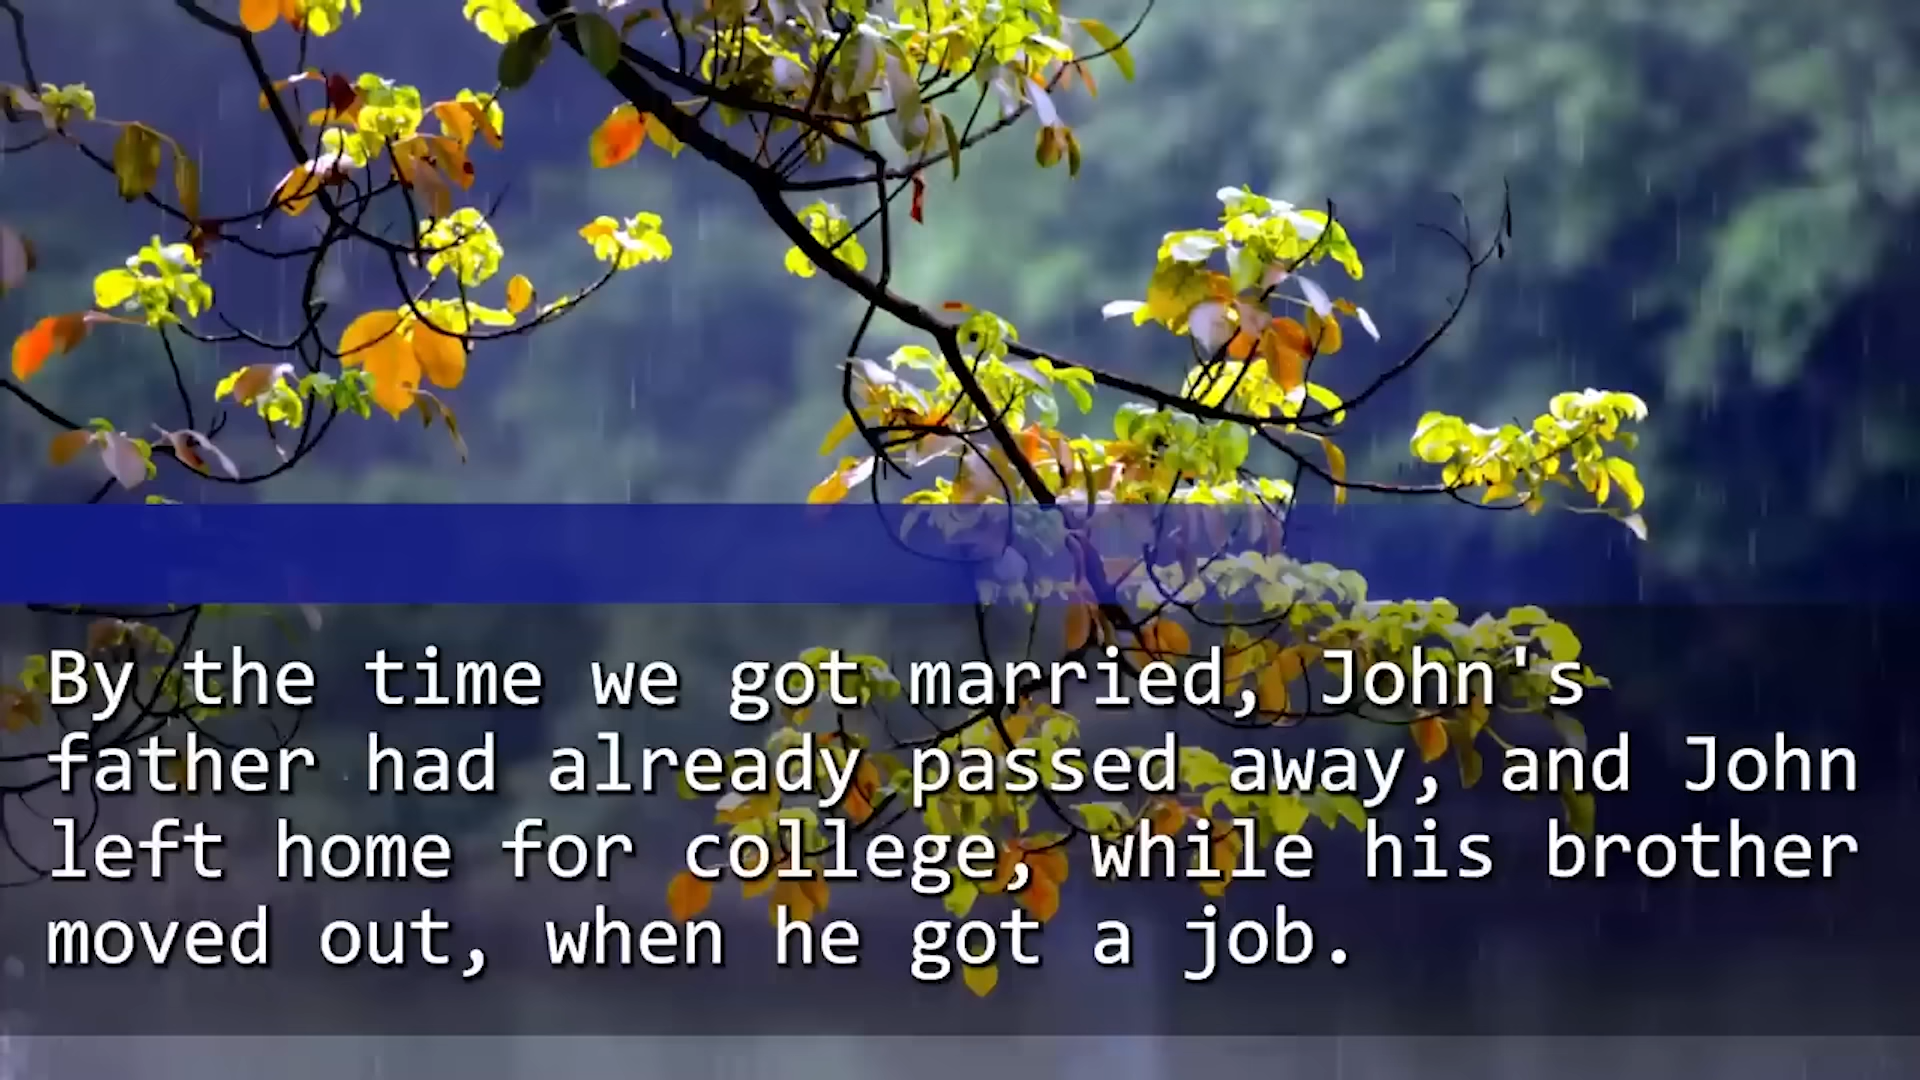 By the time we got married, John's
father had already passed away, and John
left home for college, while his brother
moved out, when he got a job.